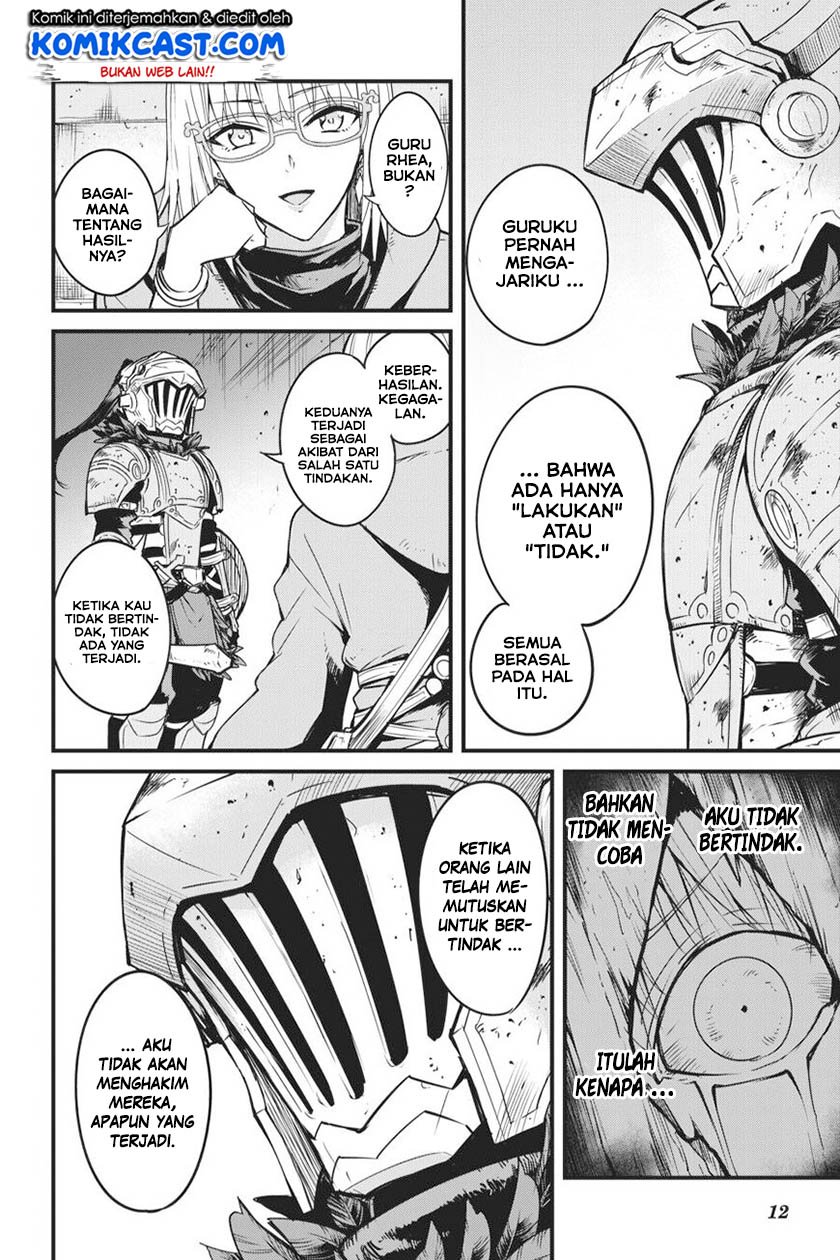 Komik ini diterjemahkan & diedit oleh
KOMIKCAST.COM
BUKAN WEB LAIN!!
GURUKU
PERNAH
MENGA-
JARIKU ...
... BAHWA
ADA HANYA
"LAKUKAN"
ATAU
"TIDAK."
SEMUA
BERASAL
PADA HAL
ITU.
GURU
RHEA,
BUKAN
?
BAGAI-
MANA
TENTANG
HASIL-
NYA?
KEBER-
HASILAN.
KEGAGA-
LAN.
KEDUANYA
TERJADI
SEBAGAI
AKIBAT DARI
SALAH SATU
TINDAKAN.
KETIKA KAU
TIDAK BERTIN-
DAK, TIDAK
ADA YANG
TERJADI.
AKU TIDAK
BERTINDAK.
BAHKAN
TIDAK MEN-
COBA
ITULAH
KENAPA ...
KETIKA
ORANG LAIN
TELAH ME-
MUTUSKAN
UNTUK BER-
TINDAK ...
... AKU
TIDAK AKAN
MENGHAKIM
MEREKA,
APAPUN YANG
TERJADI.
12